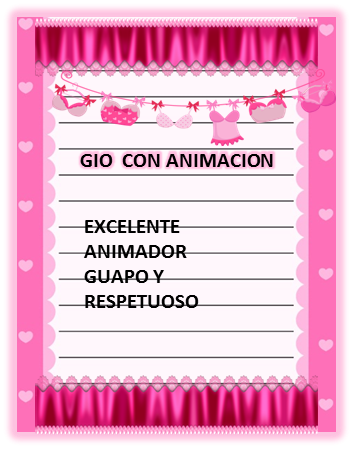 GIO  CON ANIMACION
EXCELENTE
ANIMADOR
GUAPO Y
RESPETUOSO